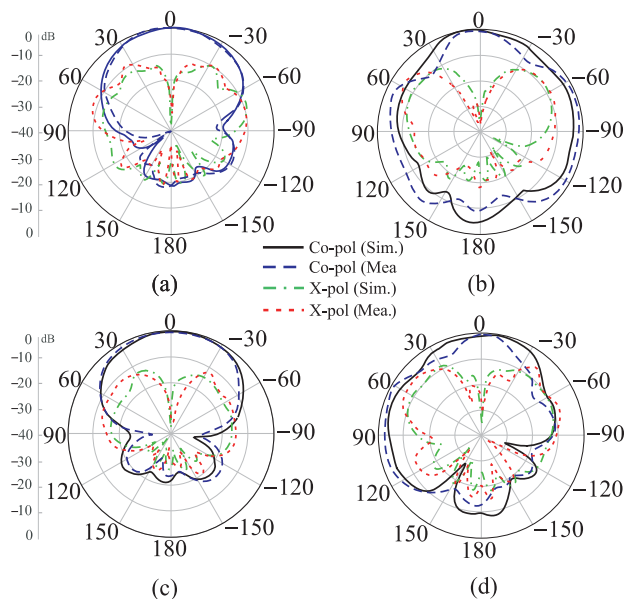 0 dB 0
30 −30
−10
60 −60
−20
−30
−40 90 −90
−30
−20 120 −120
−10
150 −150
0 180
(a)
0
30 −30
60 −60
90 −90
120 −120
−150
180
(b)
Co-pol (Sim.)
Co-pol (Mea
X-pol (Sim.)
X-pol (Mea.)
0 dB 0
30 −30
−10
60 −60
−20
−30
−40 90 −90
−30
−20 120 −120
−10
150 −150
0 180
(c)
0
30 −30
60 −60
90 −90
120 −120
150 −150
180
(d)